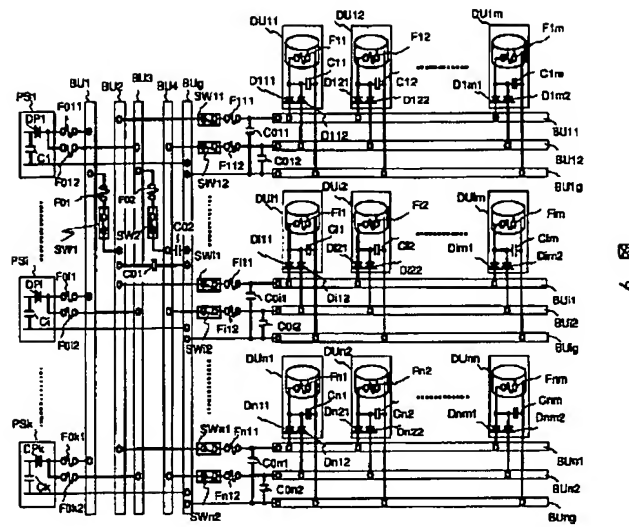 DU11 DU12 DU1m
F11 F12 F1m
BU1 BU2 BU3 BU4 BUg
PS1 F011 SW11 F111 C11 C12 C1m
D111 D121 D122 D1m1 D1m2
DP1
C1
F012
C011 D112
BU11
F01 F02 F112 C012
BU12
SW12
BU1g
SW1 SW2 C02
DUi1 DUi2 DUim
Fi1 Fi2 Fim
SWi1 Fi11 Ci1 Ci2 Cim
PSi F0i1 C01 Di11 Di21 Di22 Dim1 Dim2
DPi
Ci
C0i1 Di12
BUi1
F0i2 Fi12 C0i2
BUi2
SWi2
BUig
DUn1 DUn2 DUnm
Fn1 Fn2 Fnm
PSk SWn1 Fn11 Cn1 Cn2 Cnm
F0k1 Dn11 Dn21 Dn22 Dnm1 Dnm2
DPk
Ck
C0n1 Dn12
BUn1
F0k2 Fn12 C0n2
BUn2
SWn2
BUng
図 6